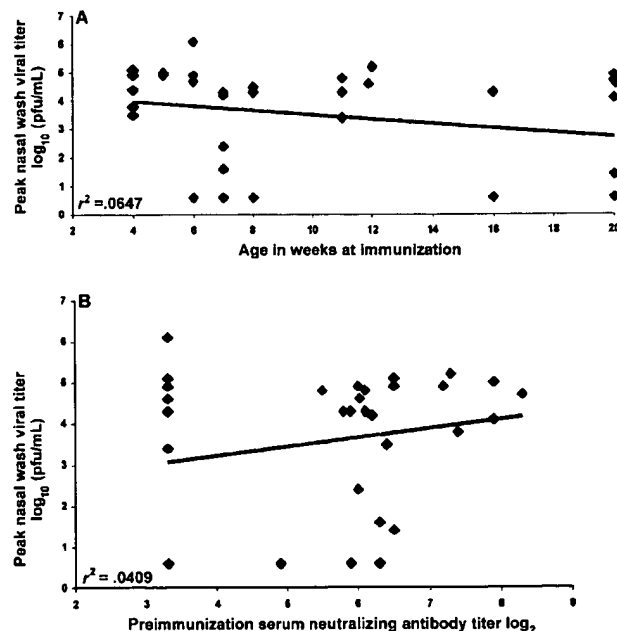 A
Peak nasal wash viral titer
log10 (pfu/mL)
7
6
5
4
3
2
1
0
r2 =.0647
2 4 6 8 10 12 14 16 18 20
Age in weeks at immunization
B
Peak nasal wash viral titer
log10 (pfu/mL)
7
6
5
4
3
2
1
0
r2 = .0409
2 3 4 5 6 7 8 9
Preimmunization serum neutralizing antibody titer log2